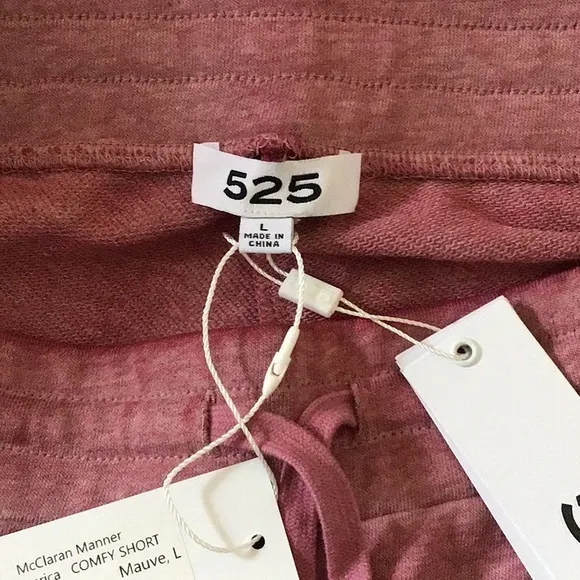 525
L
MADE IN
CHINA
McClaran Manner
COMFY SHORT
Mauve, L